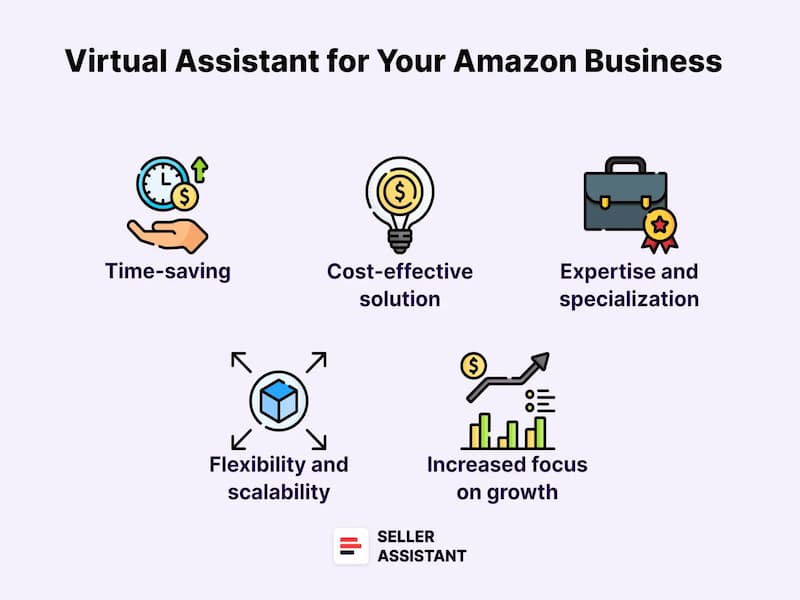 Virtual Assistant for Your Amazon Business
$
$
Time-saving
Cost-effective
solution
Expertise and
specialization
$
Flexibility and
scalability
Increased focus
on growth
SELLER
ASSISTANT